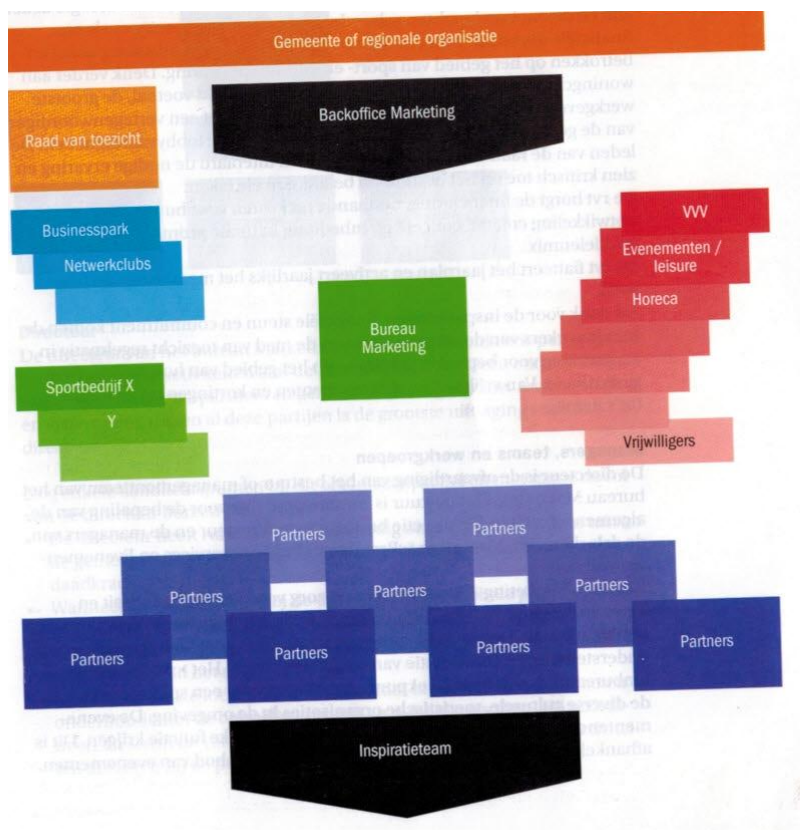 Gemeente of regionale organisatie
Backoffice Marketing
Raad van toezicht
Businesspark
Netwerkclubs
VVV
Evenementen /
leisure
Horeca
Bureau
Marketing
Sportbedrijf X
Y
Vrijwilligers
Partners
Partners
Partners
Partners
Partners
Partners
Partners
Partners
Partners
Inspiratieteam